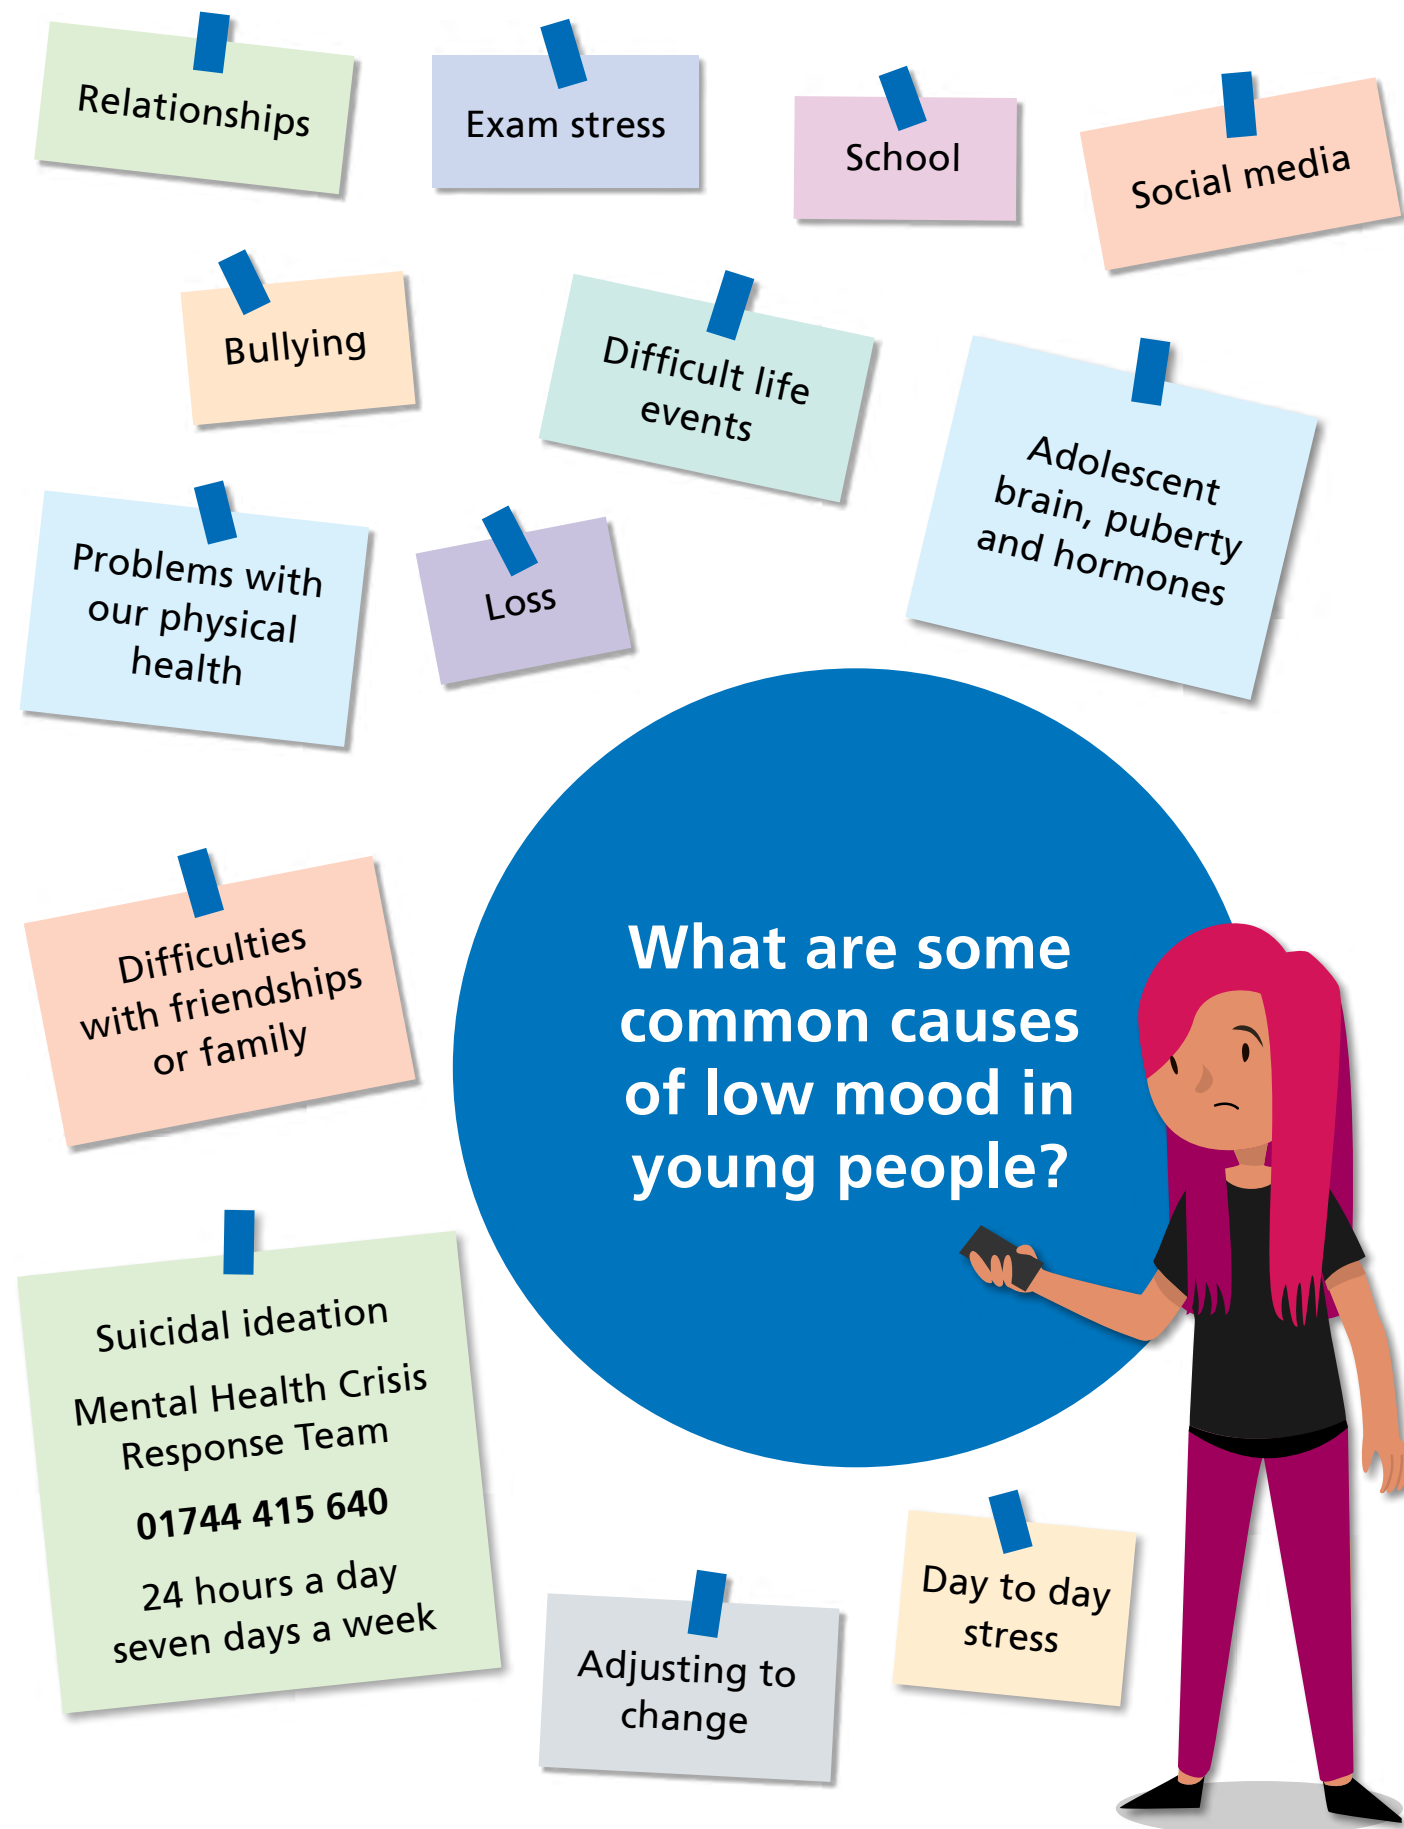 Relationships
Exam stress
School
Social media
Bullying
Difficult life
events
Adolescent
brain, puberty
and hormones
Problems with
our physical
health
Loss
What are some
common causes
of low mood in
young people?
Difficulties
with friendships
or family
Suicidal ideation
Mental Health Crisis
Response Team
01744 415 640
24 hours a day
seven days a week
Adjusting to
change
Day to day
stress